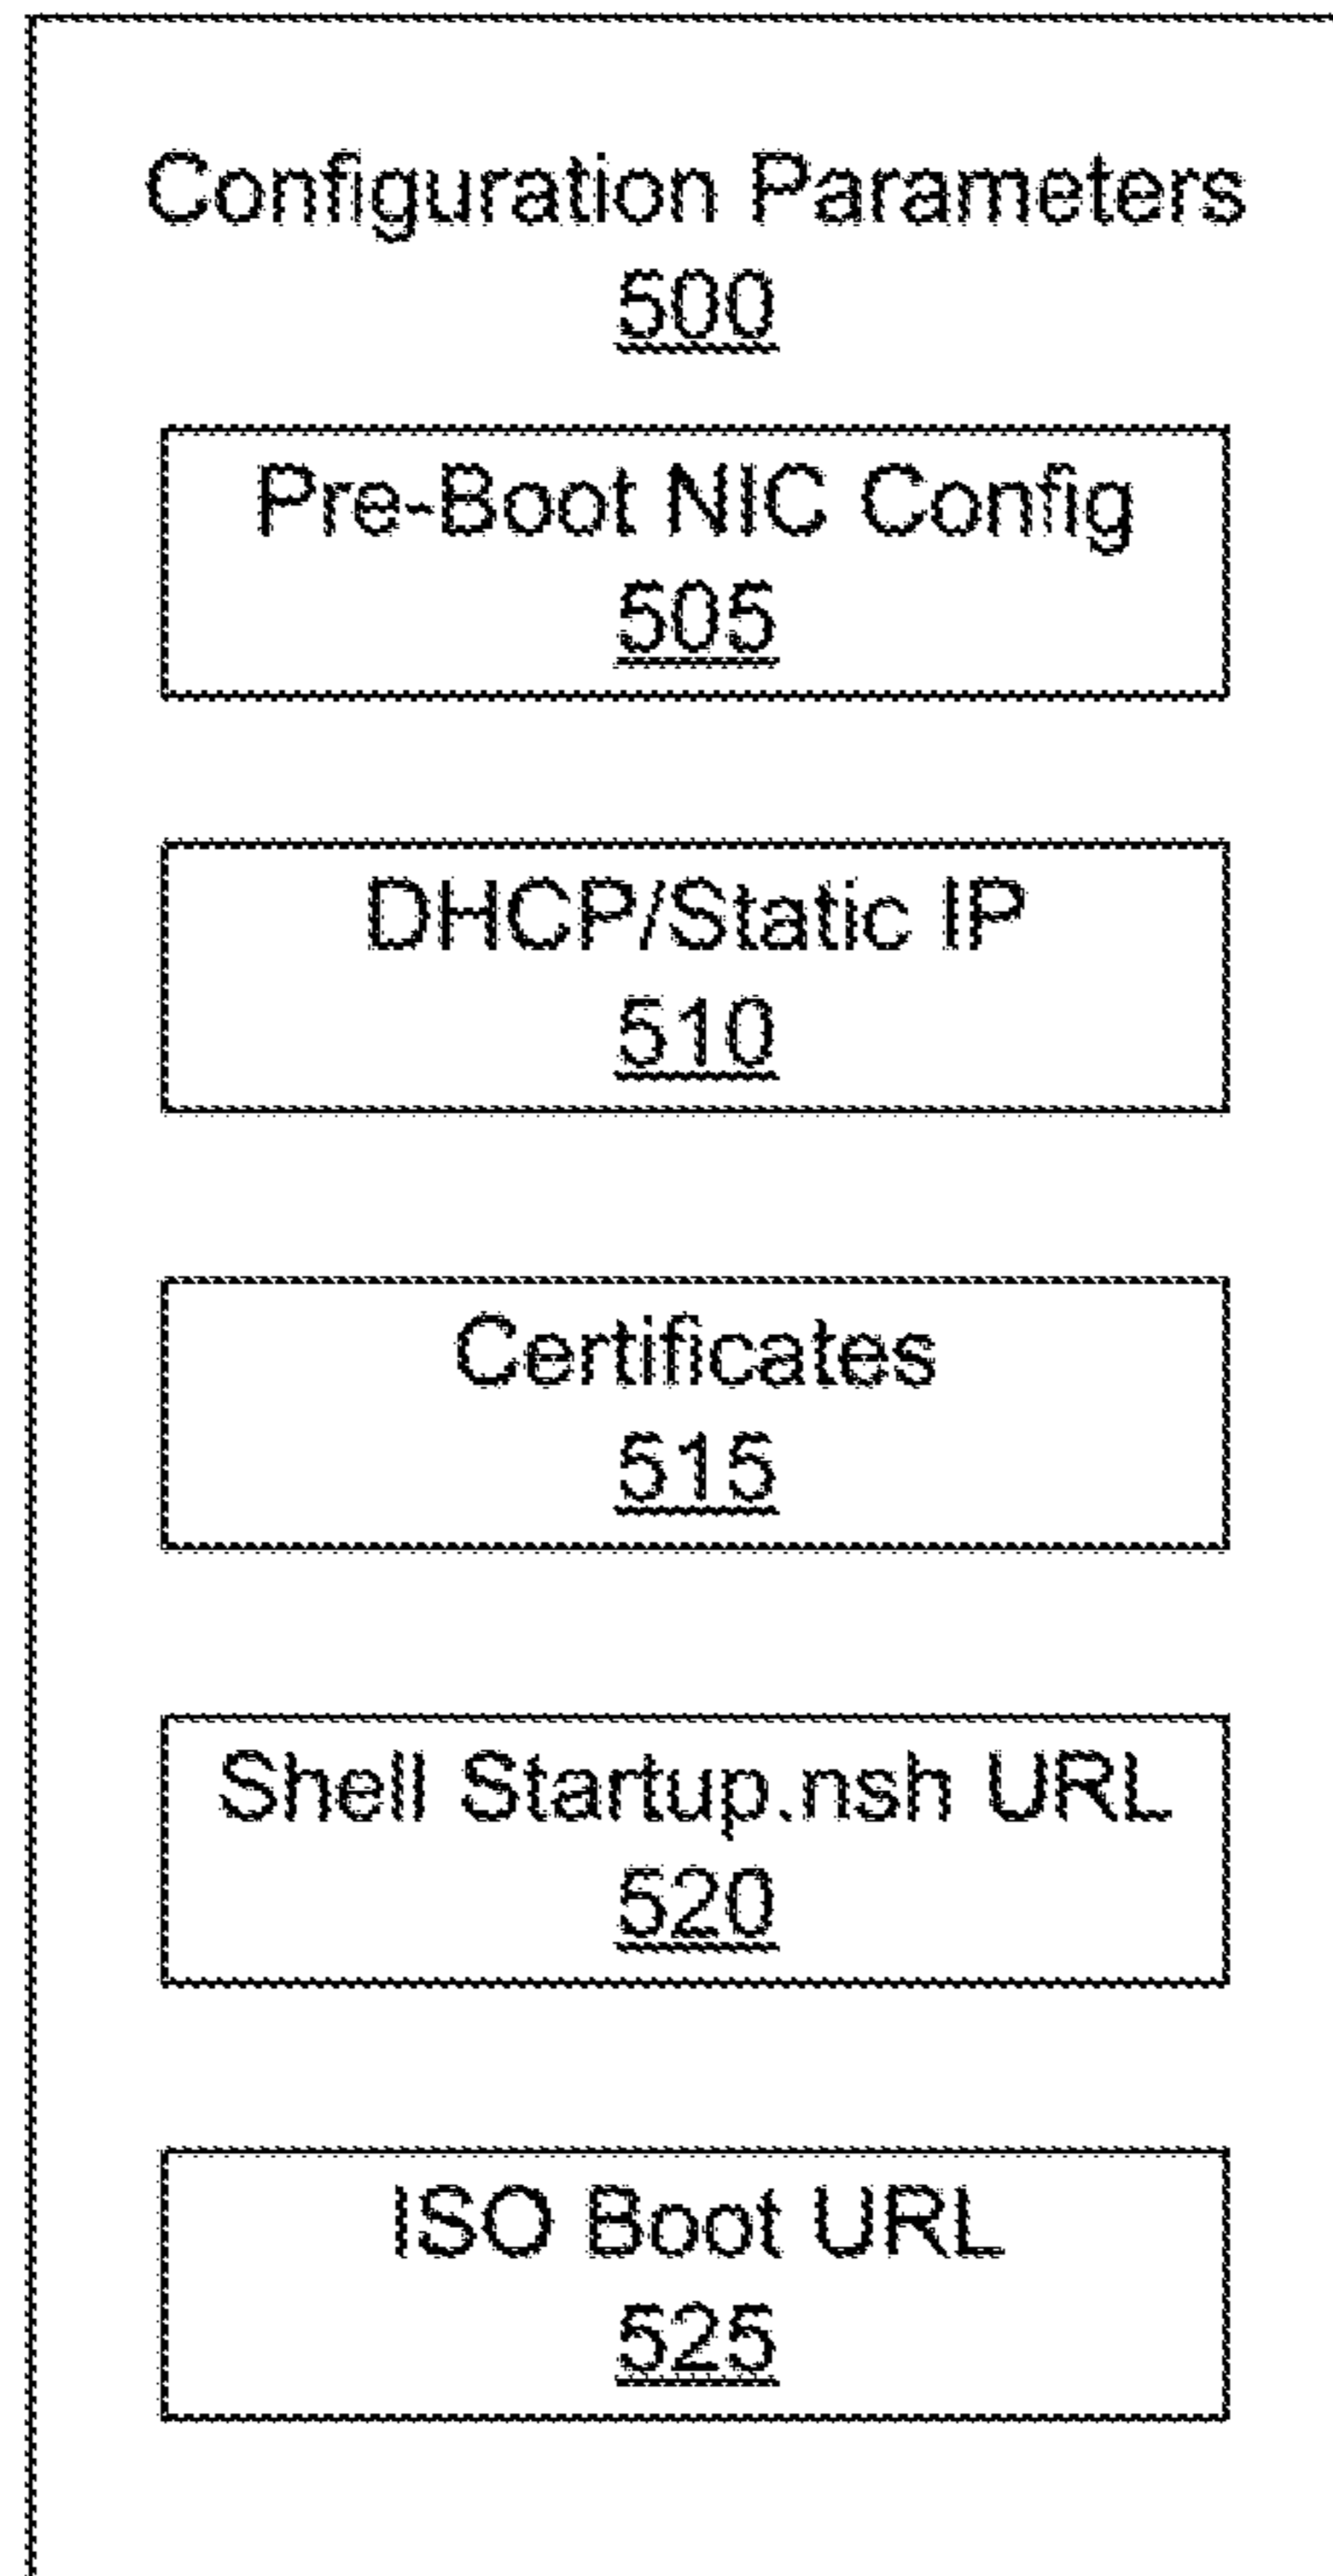 Configuration Parameters
500
Pre-Boot NIC Config
505
DHCP/Static IP
510
Certificates
515
Shell Startup.nsh URL
520
ISO Boot URL
525